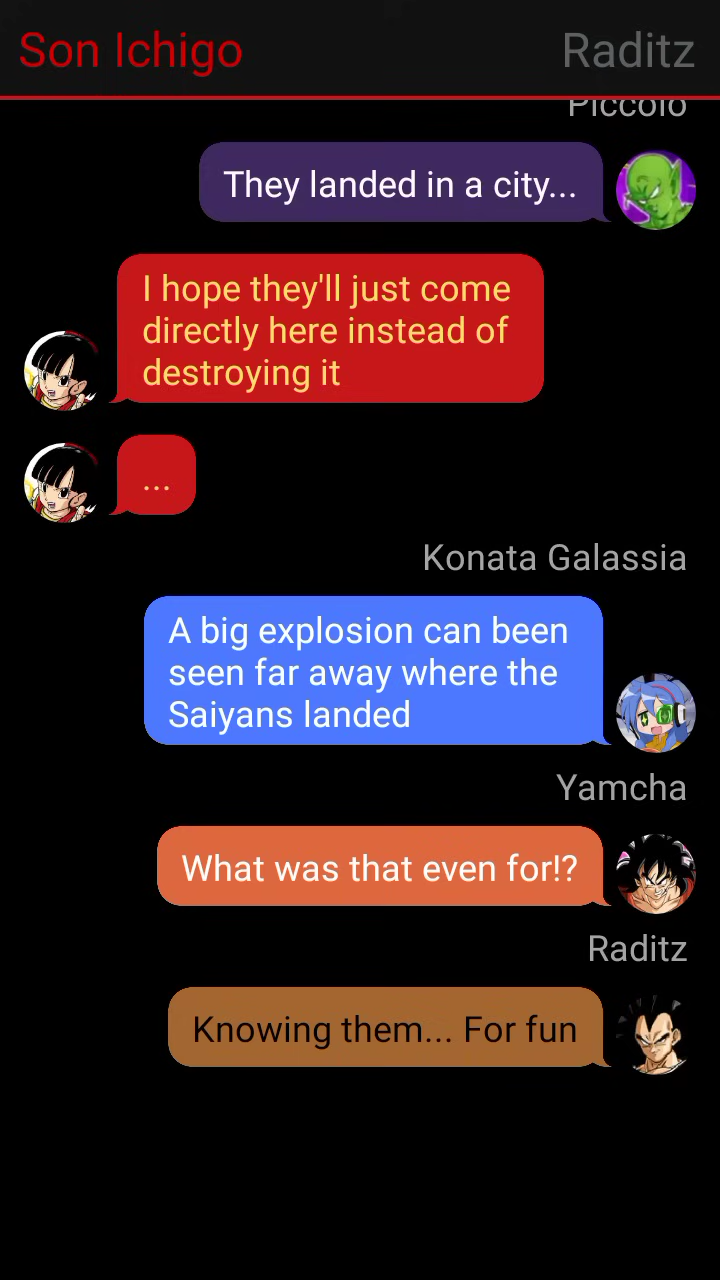 Son Ichigo
Raditz
Piccolo
They landed in a city...
I hope they'll just come
directly here instead of
destroying it
...
Konata Galassia
A big explosion can been
seen far away where the
Saiyans landed
Yamcha
What was that even for!?
Raditz
Knowing them... For fun